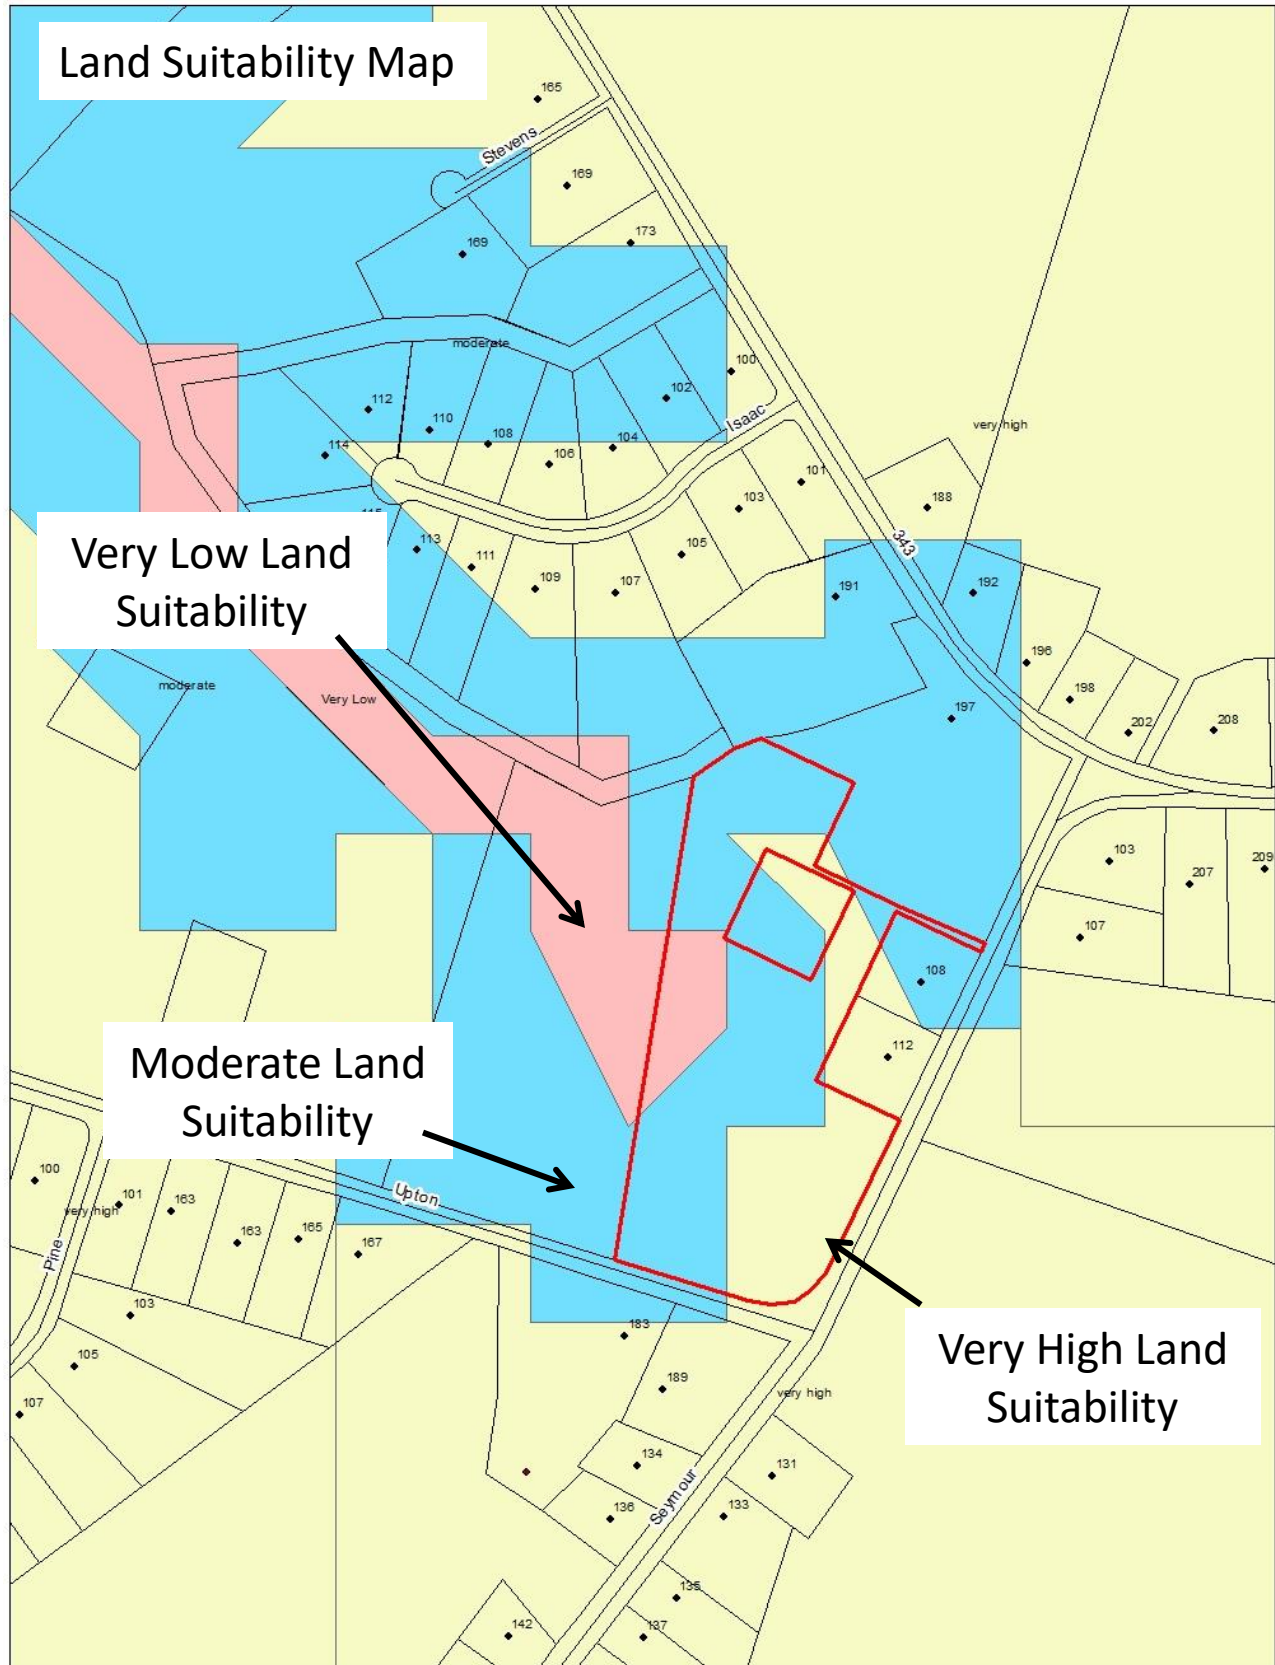 Land Suitability Map
165
Stevens
169
173
169
moderate
100
102
112
110
108
106
104
Isaac
114
101
103
very high
188
343
115
113
111
109
107
105
191
192
Very Low Land
Suitability
196
198
202
208
moderate
Very Low
197
103
207
209
107
108
112
Moderate Land
Suitability
100
101
very high
163
163
165
167
Upton
Pine
103
105
107
183
189
very high
Very High Land
Suitability
134
136
131
133
Seymour
135
137
142